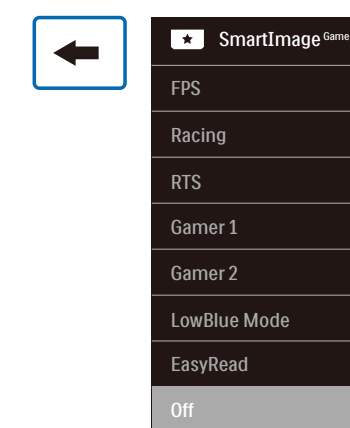 SmartImage Game
FPS
Racing
RTS
Gamer 1
Gamer 2
LowBlue Mode
EasyRead
Off